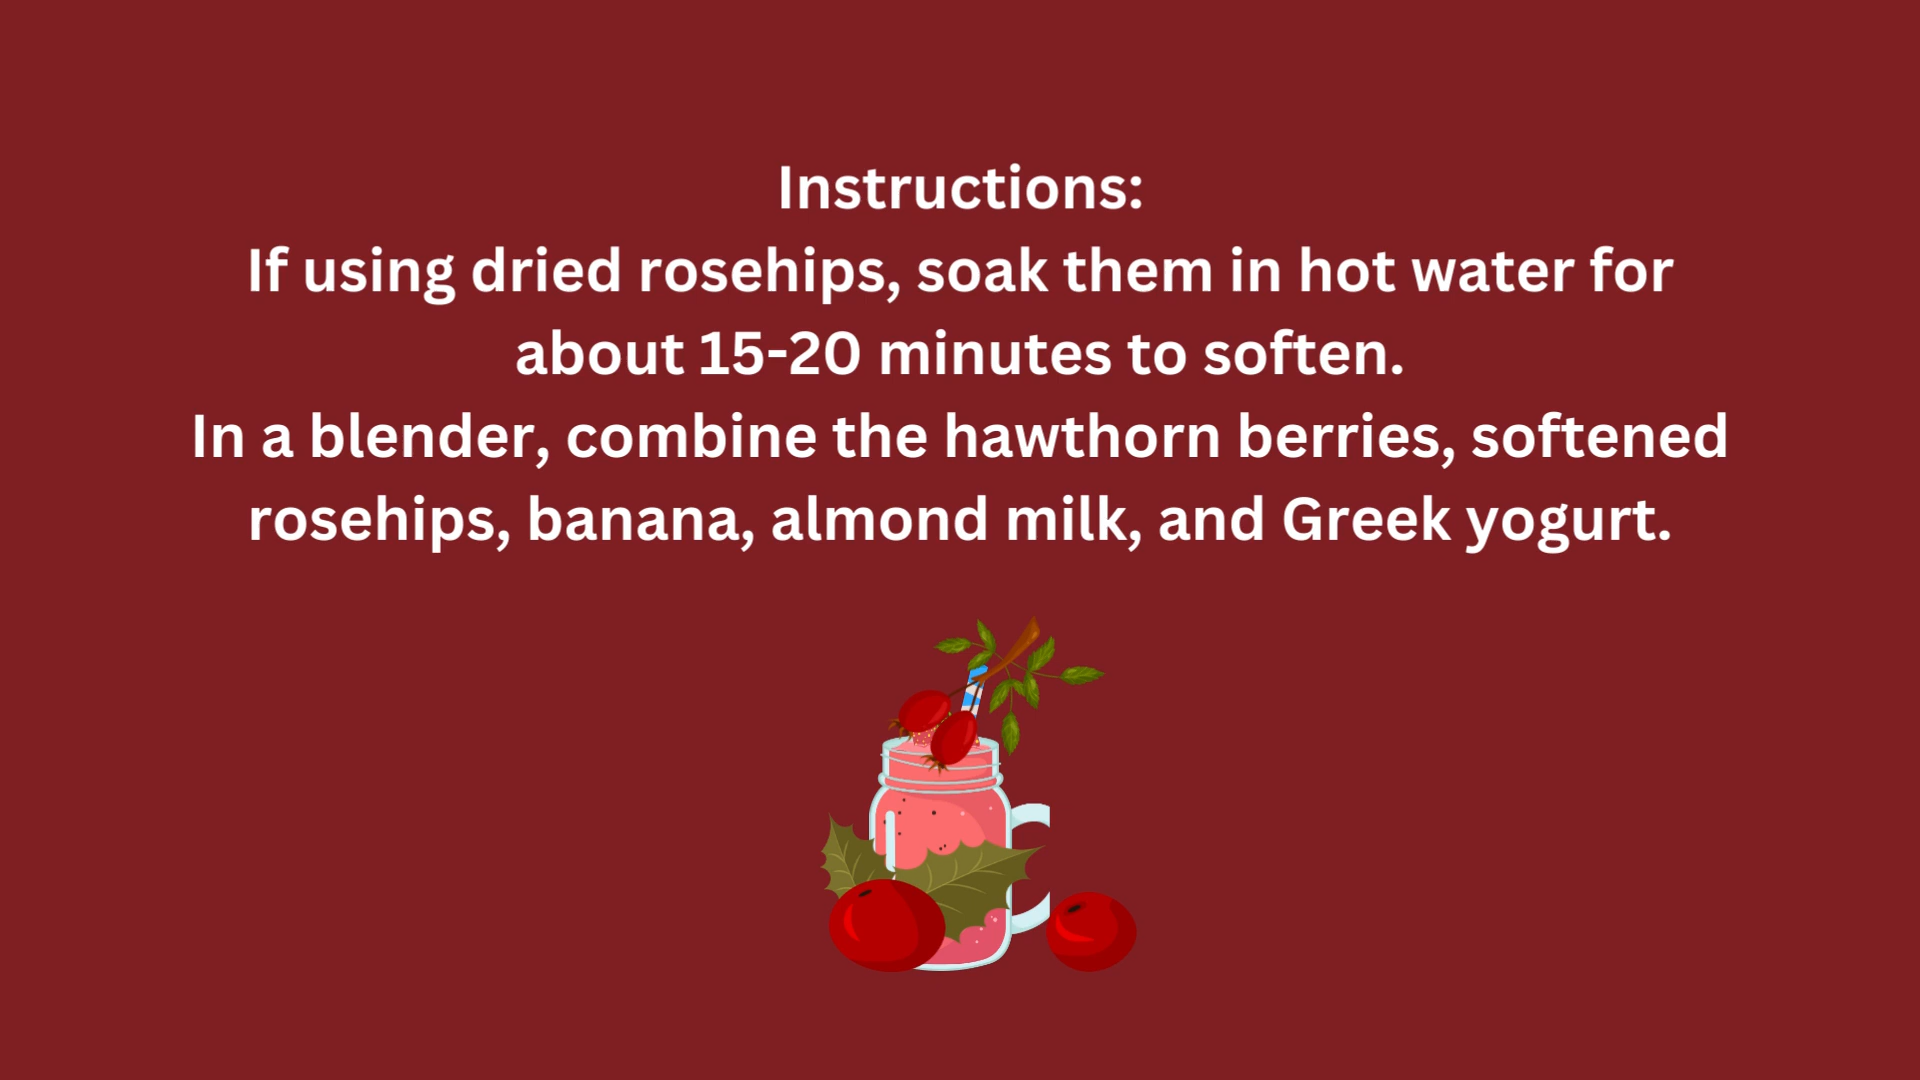 Instructions:
If using dried rosehips, soak them in hot water for
about 15-20 minutes to soften.
In a blender, combine the hawthorn berries, softened
rosehips, banana, almond milk, and Greek yogurt.